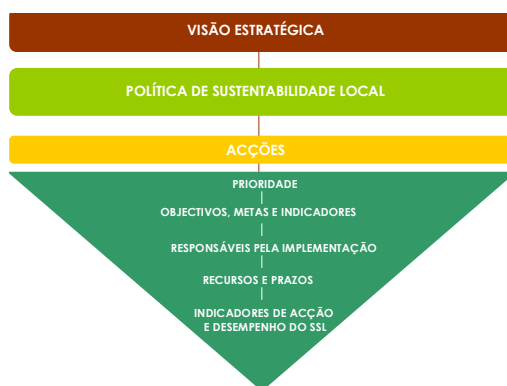 VISÃO ESTRATÉGICA
POLÍTICA DE SUSTENTABILIDADE LOCAL
ACÇÕES
PRIORIDADE
OBJECTIVOS, METAS E INDICADORES
RESPONSÁVEIS PELA IMPLEMENTAÇÃO
RECURSOS E PRAZOS
INDICADORES DE ACÇÃO
E DESEMPENHO DO SSL